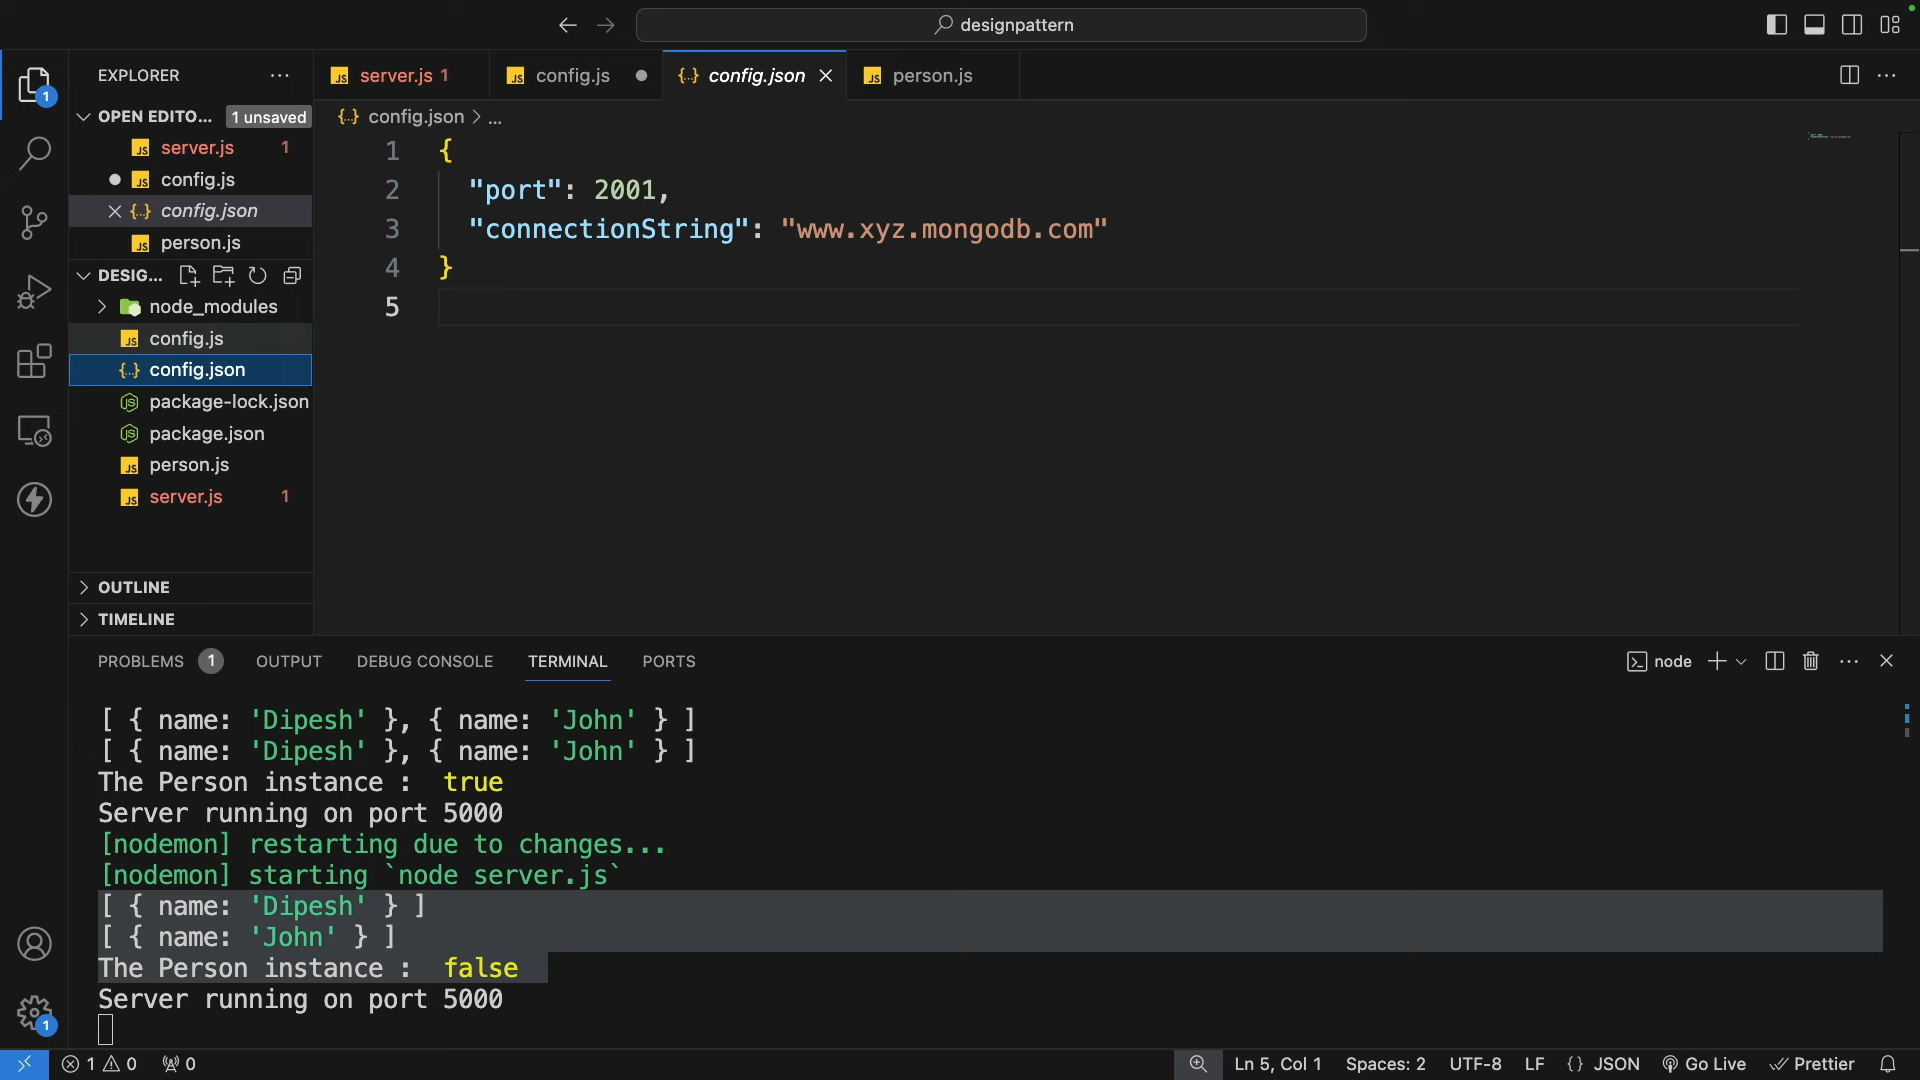 designpattern
EXPLORER
server.js 1
config.js
config.json
person.js
1
OPEN EDITO... 1 unsaved
server.js 1
config.js
config.json
person.js
DESIG...
node_modules
config.js
config.json
package-lock.json
package.json
person.js
server.js 1
OUTLINE
TIMELINE
config.json > ...
1 {
2 "port": 2001,
3 "connectionString": "www.xyz.mongodb.com"
4 }
5
PROBLEMS 1 OUTPUT DEBUG CONSOLE TERMINAL PORTS
node
[ { name: 'Dipesh' }, { name: 'John' } ]
[ { name: 'Dipesh' }, { name: 'John' } ]
The Person instance : true
Server running on port 5000
[nodemon] restarting due to changes...
[nodemon] starting `node server.js`
[ { name: 'Dipesh' } ]
[ { name: 'John' } ]
The Person instance : false
Server running on port 5000
1
1 0 0
Ln 5, Col 1 Spaces: 2 UTF-8 LF {} JSON Go Live Prettier